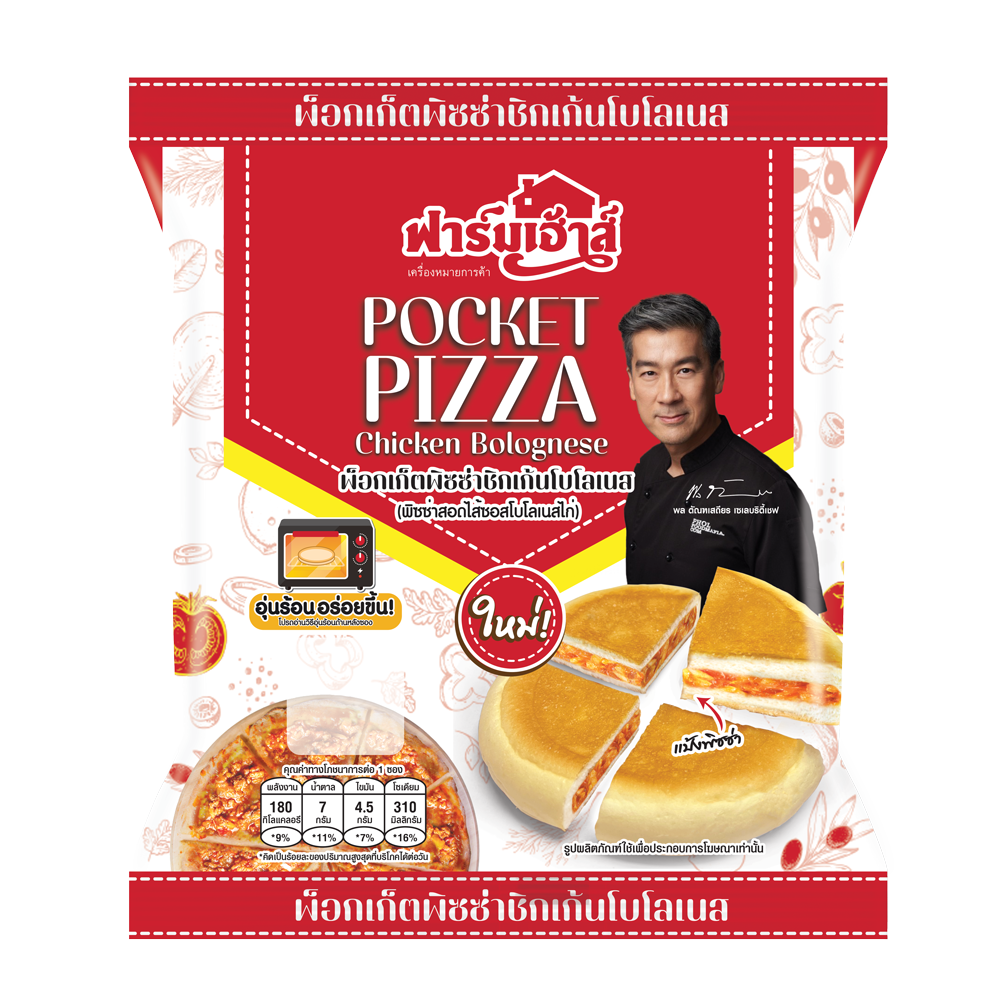 พ็อกเก็ตพิซซ่าชิกเก้นโบโลเนส
ฟาร์มเฮ้าส์
เครื่องหมายการค้า
POCKET
PIZZA
Chicken Bolognese
พ็อกเก็ตพิซซ่าชิกเก้นโบโลเนส
(พิซซ่าสอดไส้ซอสโบโลเนสไก่)
พล ตัณฑเสถียร เซเลบริตี้เชฟ
PHOL
FOODMAFIA.
COM
อุ่นร้อน อร่อยขึ้น!
โปรดอ่านวิธีอุ่นร้อนด้านหลังซอง
ใหม่!
แป้งพิซซ่า
คุณค่าทางโภชนาการต่อ 1 ซอง
พลังงาน น้ำตาล ไขมัน โซเดียม
180 7 4.5 310
กิโลแคลอรี กรัม กรัม มิลลิกรัม
*9% *11% *7% *16%
*คิดเป็นร้อยละของปริมาณสูงสุดที่บริโภคได้ต่อวัน
รูปผลิตภัณฑ์ใช้เพื่อประกอบการโฆษณาเท่านั้น
พ็อกเก็ตพิซซ่าชิกเก้นโบโลเนส